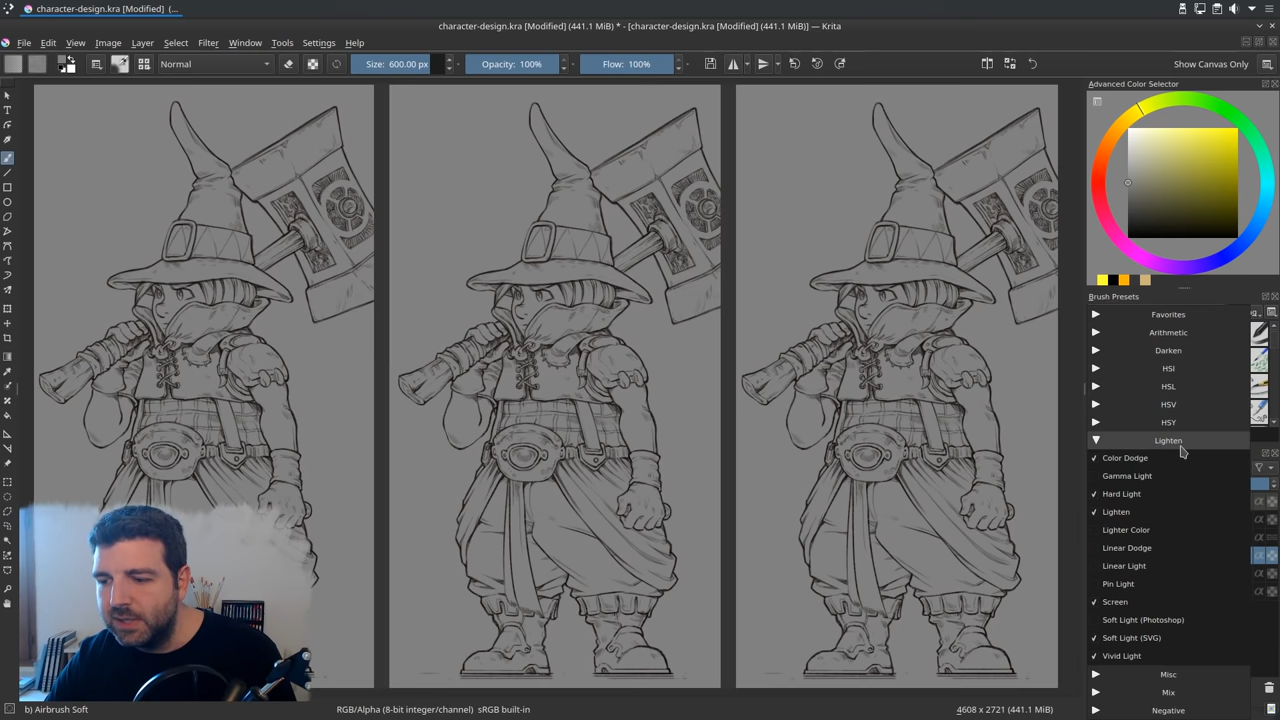 character-design.kra [Modified] (...
character-design.kra [Modified] (441.1 MiB) * - [character-design.kra [Modified] (441.1 MiB)] — Krita
File Edit View Image Layer Select Filter Window Tools Settings Help
Normal Size: 600.00 px Opacity: 100% Flow: 100% Show Canvas Only
Advanced Color Selector
Brush Presets
Favorites
Arithmetic
Darken
HSI
HSL
HSV
HSY
Lighten
✓ Color Dodge
Gamma Light
✓ Hard Light
✓ Lighten
Lighter Color
Linear Dodge
Linear Light
Pin Light
✓ Screen
Soft Light (Photoshop)
✓ Soft Light (SVG)
✓ Vivid Light
Misc
Mix
Negative
b) Airbrush Soft RGB/Alpha (8-bit integer/channel) sRGB built-in 4608 x 2721 (441.1 MiB)